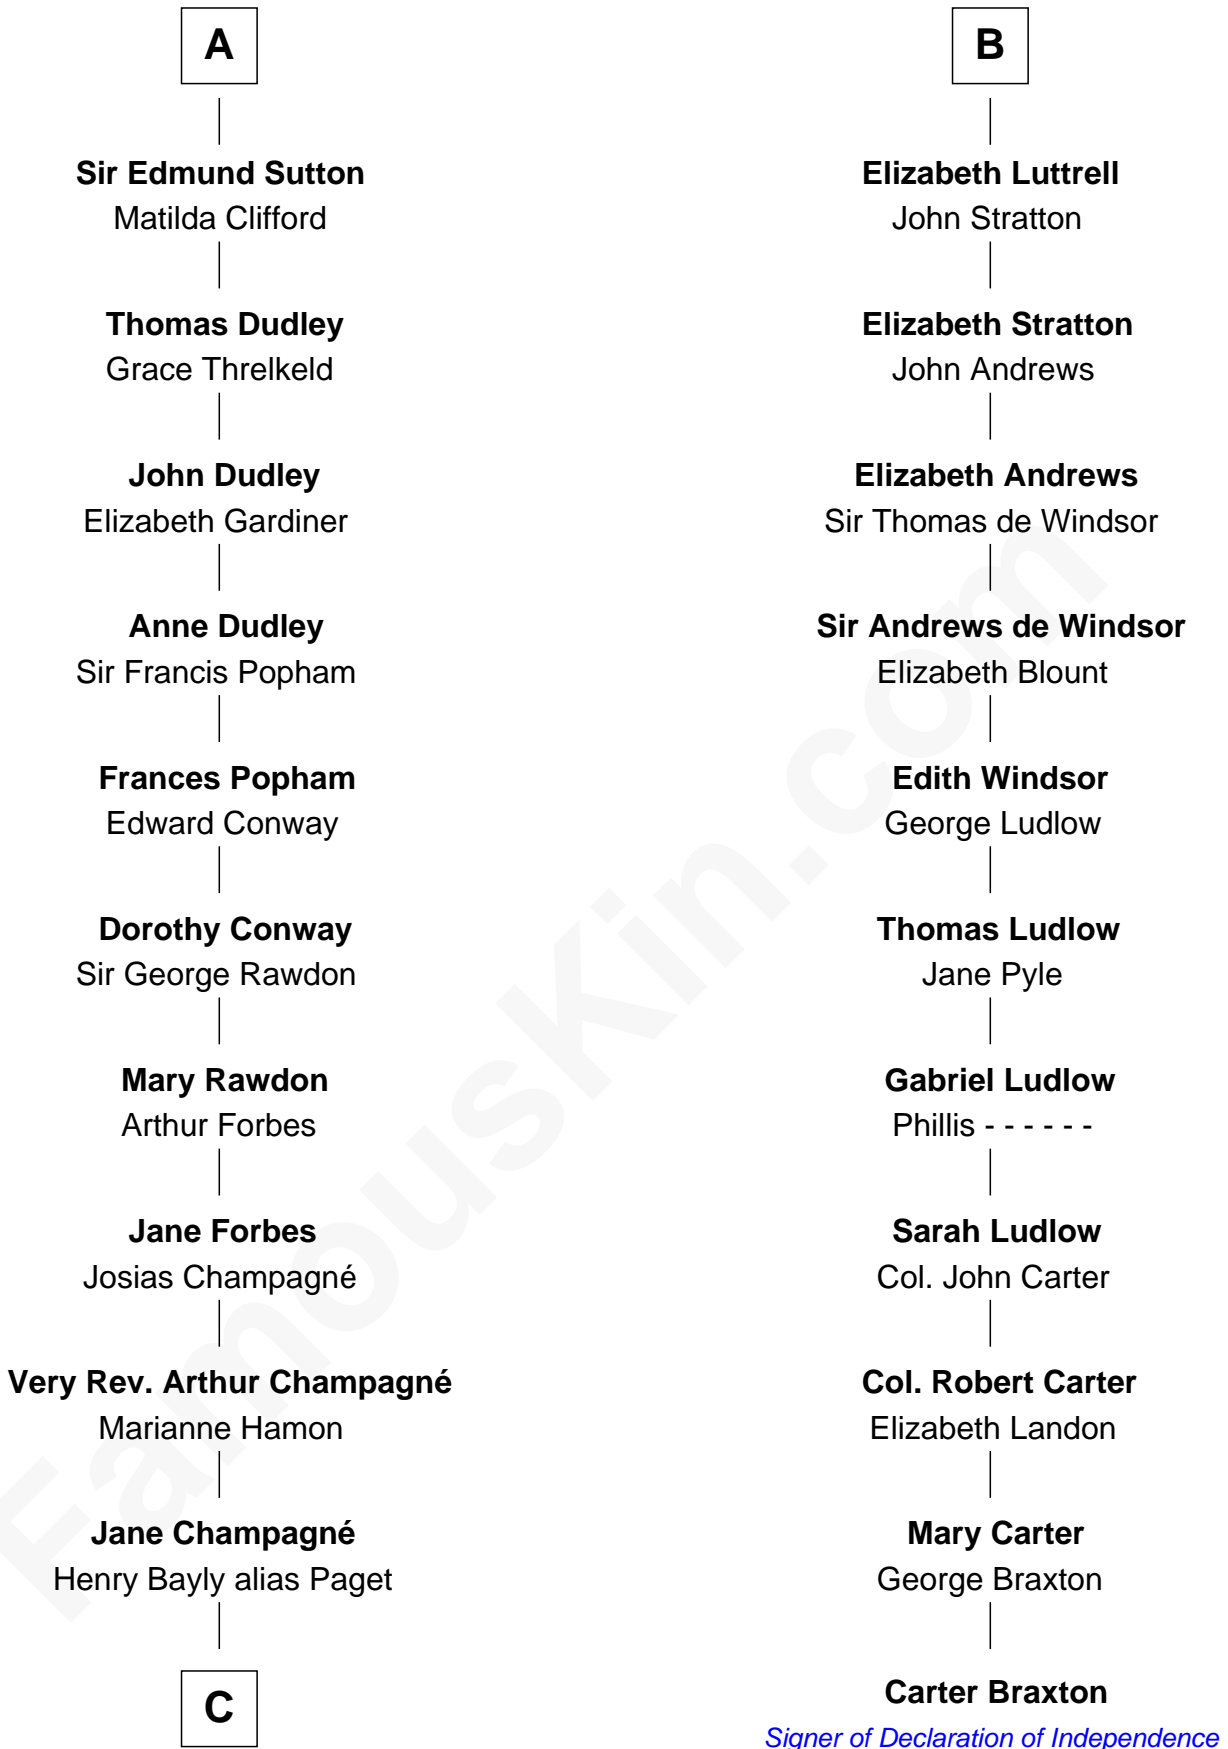 A
Sir Edmund Sutton
Matilda Clifford
Thomas Dudley
Grace Threlkeld
John Dudley
Elizabeth Gardiner
Anne Dudley
Sir Francis Popham
Frances Popham
Edward Conway
Dorothy Conway
Sir George Rawdon
Mary Rawdon
Arthur Forbes
Jane Forbes
Josias Champagné
Very Rev. Arthur Champagné
Marianne Hamon
Jane Champagné
Henry Bayly alias Paget
C
B
Elizabeth Luttrell
John Stratton
Elizabeth Stratton
John Andrews
Elizabeth Andrews
Sir Thomas de Windsor
Sir Andrews de Windsor
Elizabeth Blount
Edith Windsor
George Ludlow
Thomas Ludlow
Jane Pyle
Gabriel Ludlow
Phillis - - - - - -
Sarah Ludlow
Col. John Carter
Col. Robert Carter
Elizabeth Landon
Mary Carter
George Braxton
Carter Braxton
Signer of Declaration of Independence
FamousKin.com